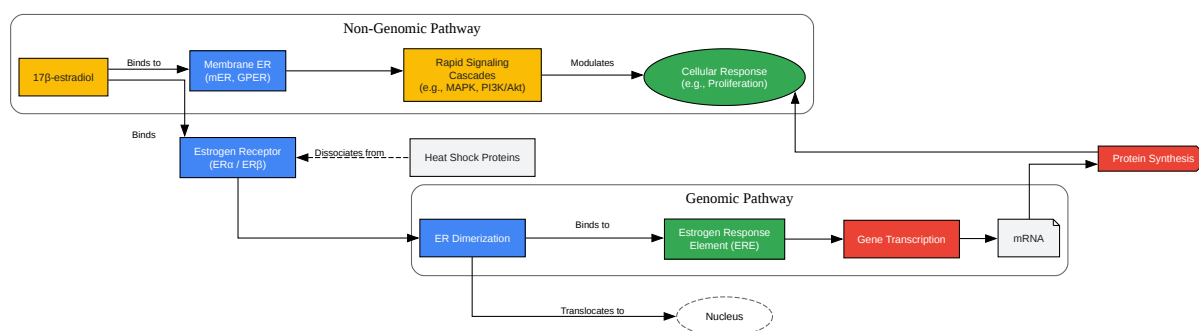 Non-Genomic Pathway
17β-estradiol
Binds to
Membrane ER
(mER, GPER)
Rapid Signaling
Cascades
(e.g., MAPK, PI3K/Akt)
Modulates
Cellular Response
(e.g., Proliferation)
Binds
Estrogen Receptor
(ERα / ERβ)
Dissociates from
Heat Shock Proteins
Protein Synthesis
Genomic Pathway
ER Dimerization
Binds to
Estrogen Response
Element (ERE)
Gene Transcription
mRNA
Translocates to
Nucleus